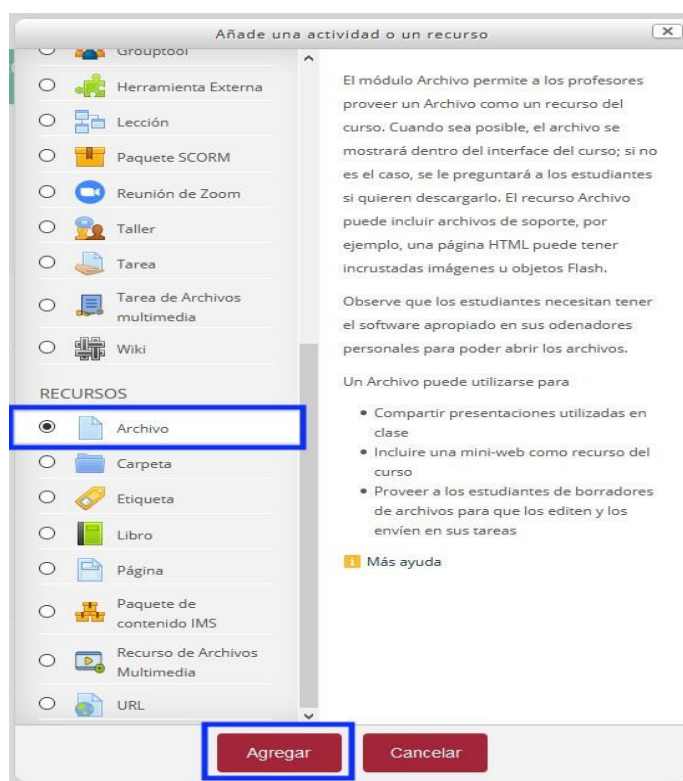 Añade una actividad o un recurso
Grouptool
Herramienta Externa
Lección
Paquete SCORM
Reunión de Zoom
Taller
Tarea
Tarea de Archivos
multimedia
Wiki
RECURSOS
Archivo
Carpeta
Etiqueta
Libro
Página
Paquete de
contenido IMS
Recurso de Archivos
Multimedia
URL
El módulo Archivo permite a los profesores
proveer un Archivo como un recurso del
curso. Cuando sea posible, el archivo se
mostrará dentro del interface del curso; si no
es el caso, se le preguntará a los estudiantes
si quieren descargarlo. El recurso Archivo
puede incluir archivos de soporte, por
ejemplo, una página HTML puede tener
incrustadas imágenes u objetos Flash.
Observe que los estudiantes necesitan tener
el software apropiado en sus odenadores
personales para poder abrir los archivos.
Un Archivo puede utilizarse para
• Compartir presentaciones utilizadas en
clase
• Incluire una mini-web como recurso del
curso
• Proveer a los estudiantes de borradores
de archivos para que los editen y los
envíen en sus tareas
Más ayuda
Agregar
Cancelar